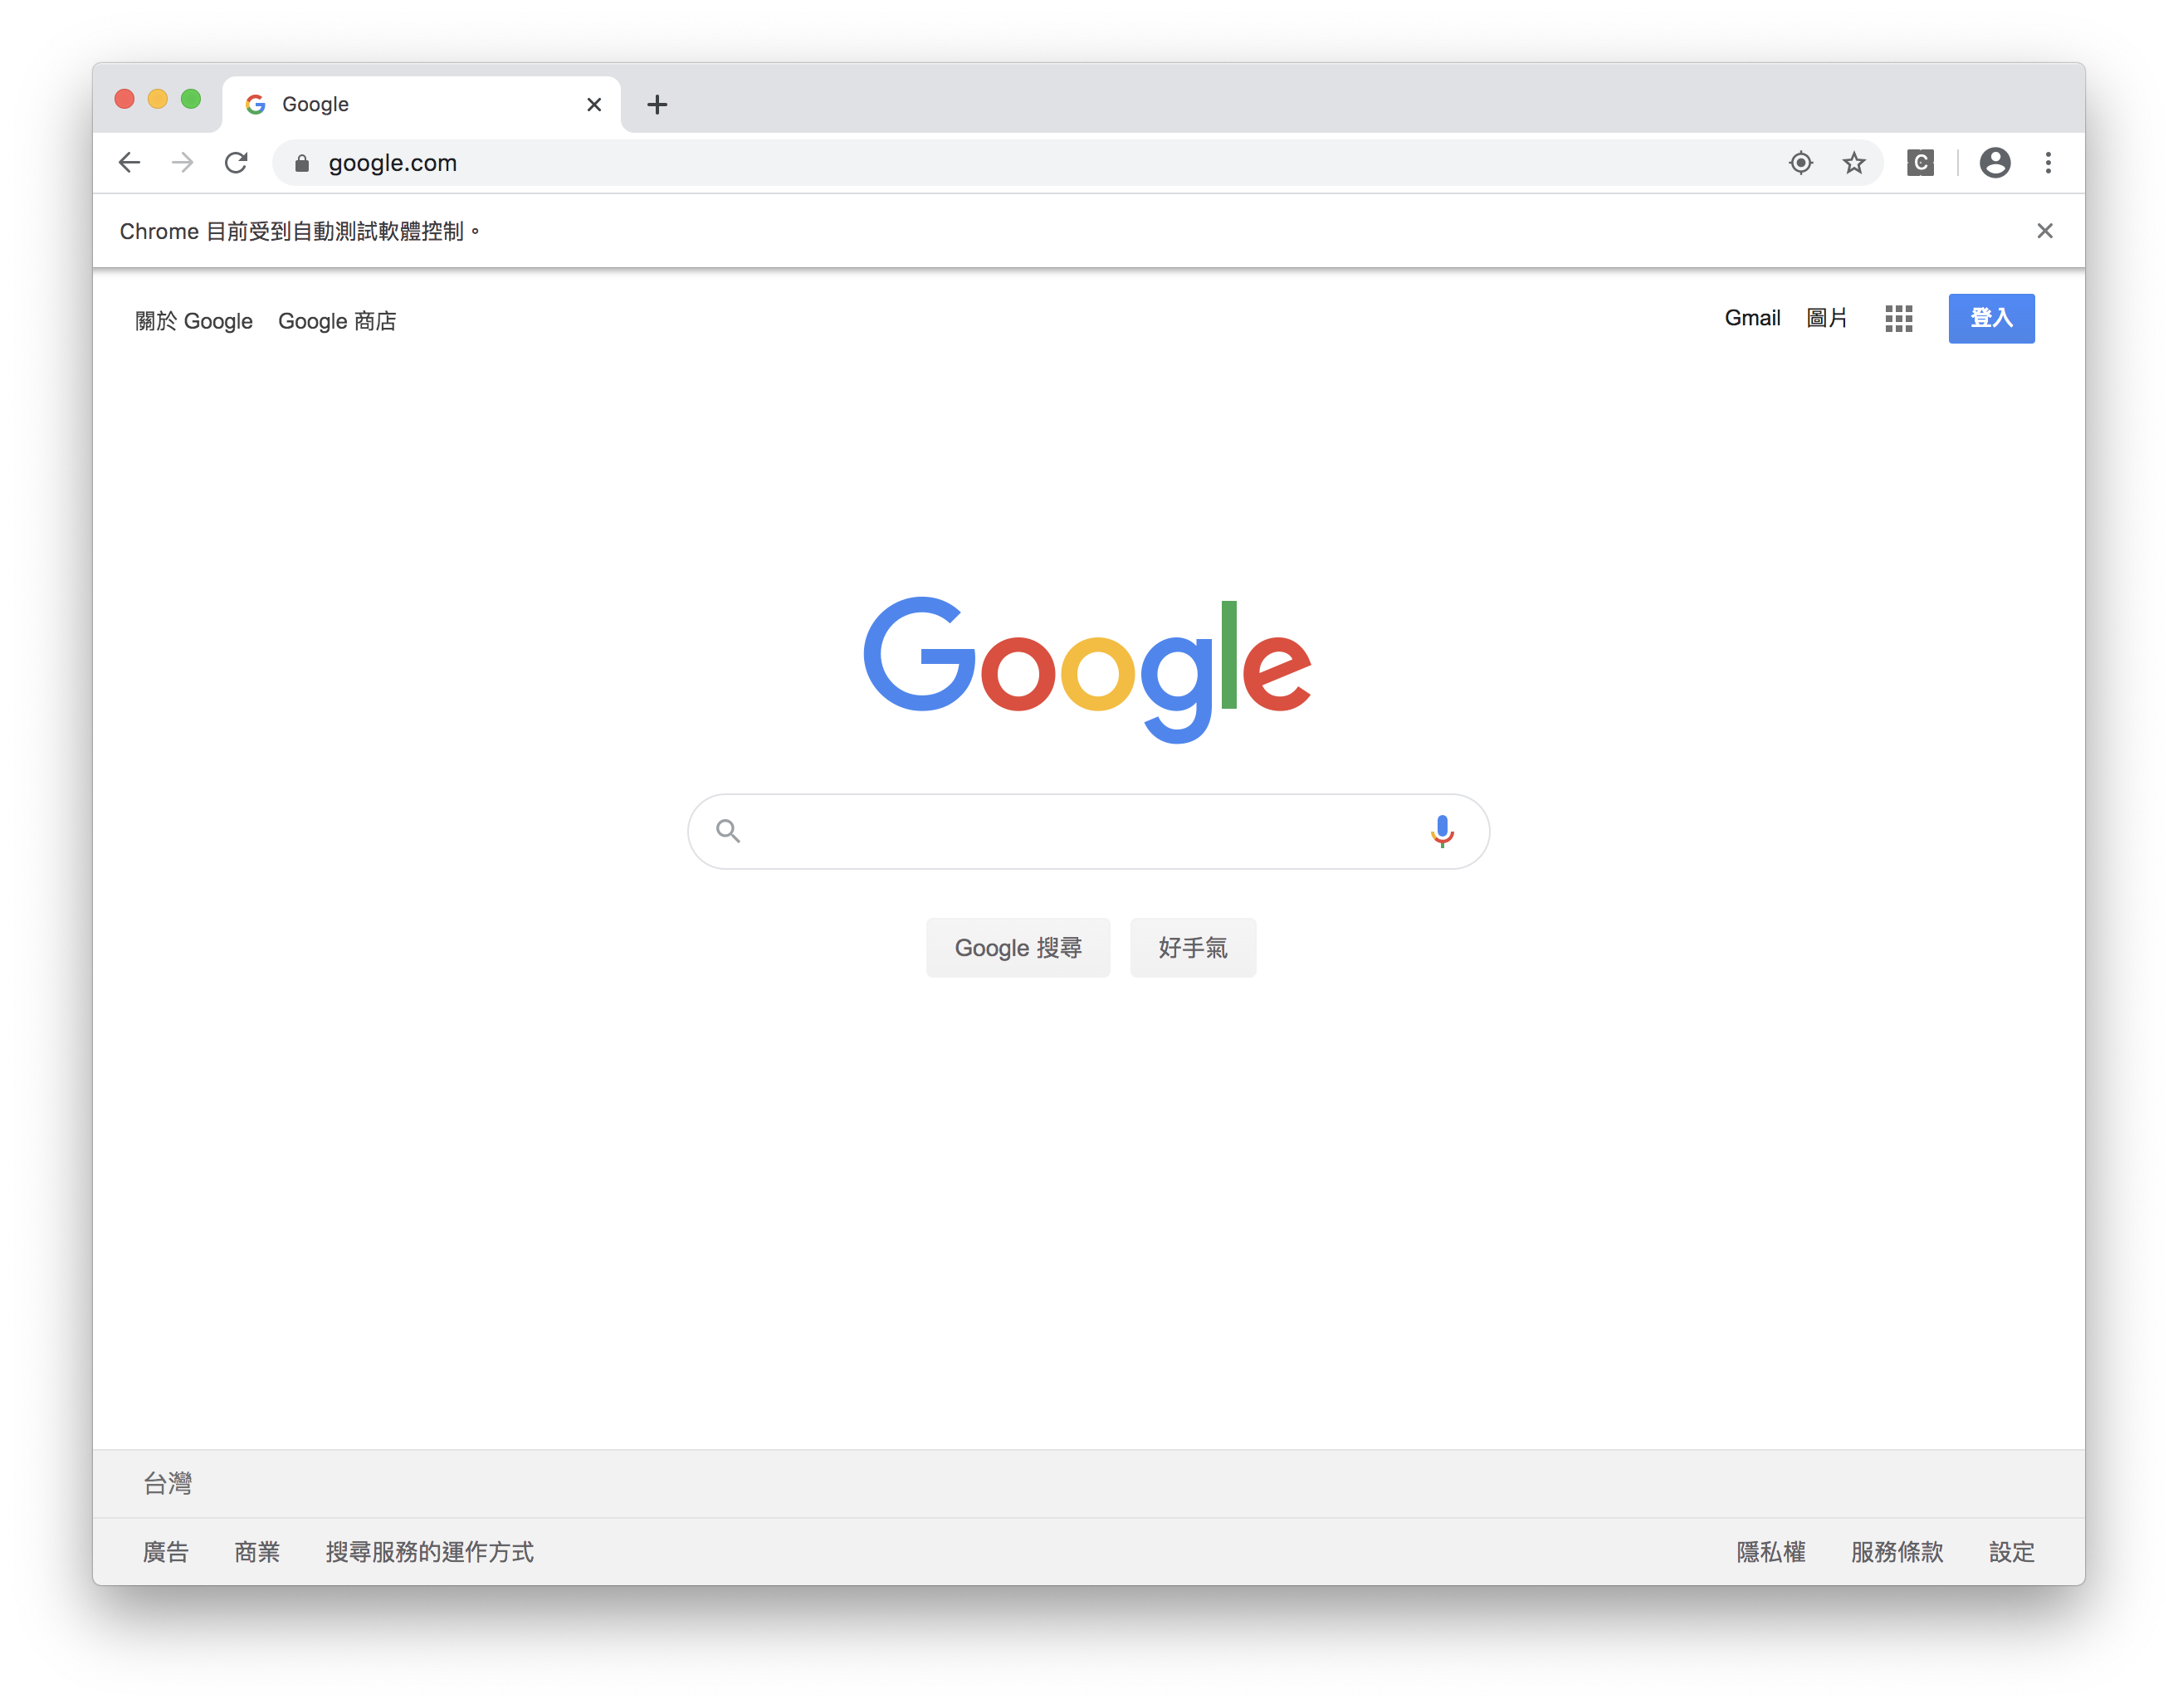 Google
google.com
C
Chrome 目前受到自動測試軟體控制。
關於 Google Google 商店 Gmail 圖片 登入
Google
Google 搜尋 好手氣
台灣
廣告 商業 搜尋服務的運作方式 隱私權 服務條款 設定